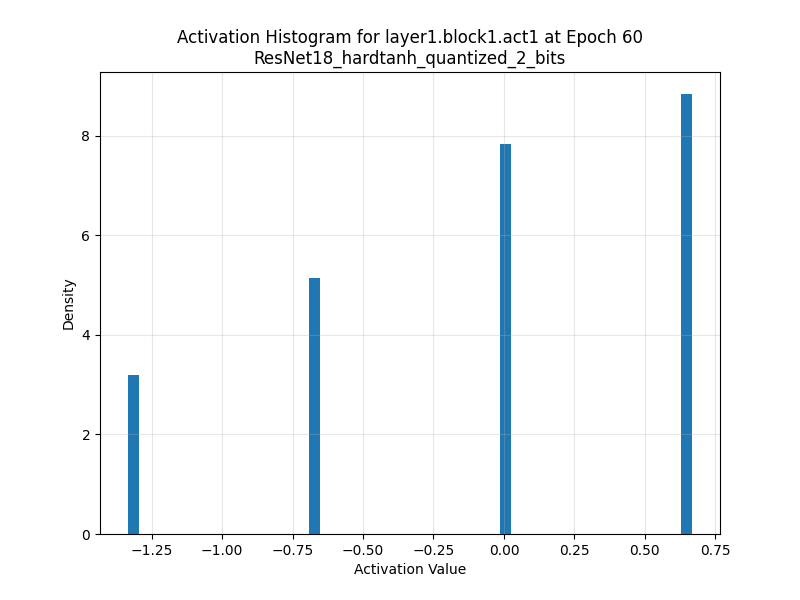 Activation Histogram for layer1.block1.act1 at Epoch 60
ResNet18_hardtanh_quantized_2_bits
Density
8
6
4
2
0
−1.25 −1.00 −0.75 −0.50 −0.25 0.00 0.25 0.50 0.75
Activation Value